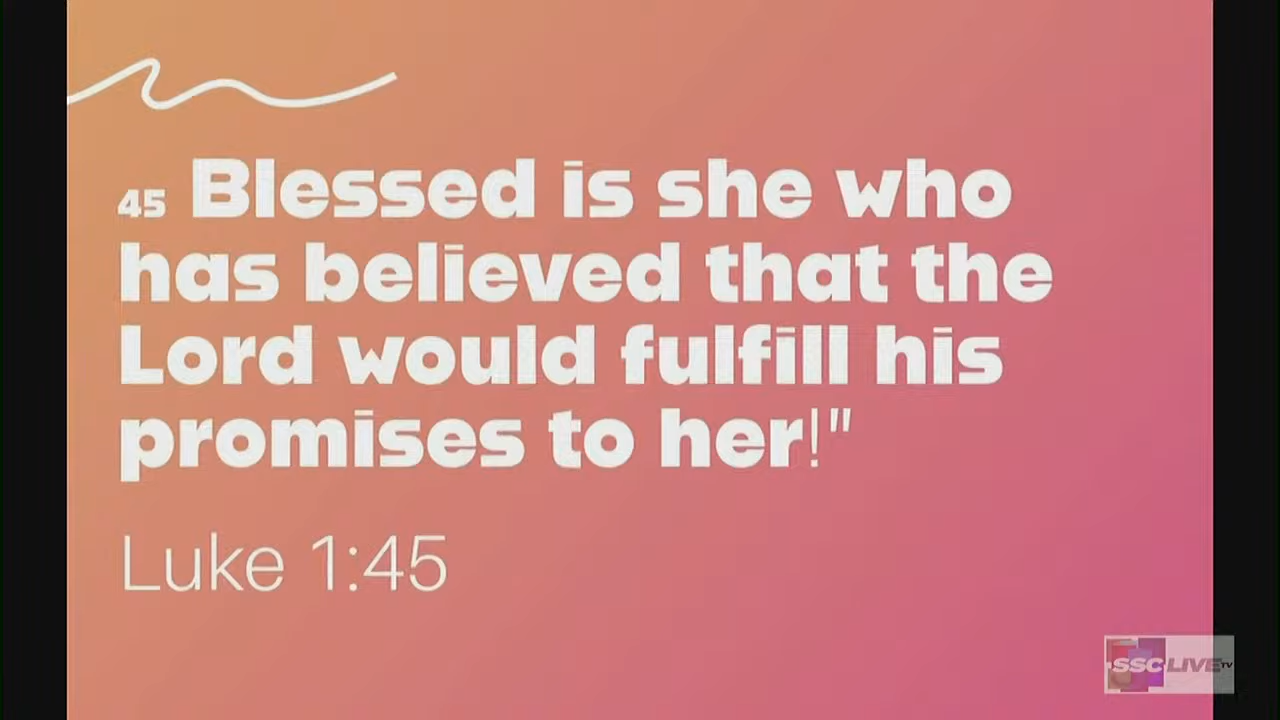 45 Blessed is she who
has believed that the
Lord would fulfill his
promises to her!"
Luke 1:45
SSC LIVE TV